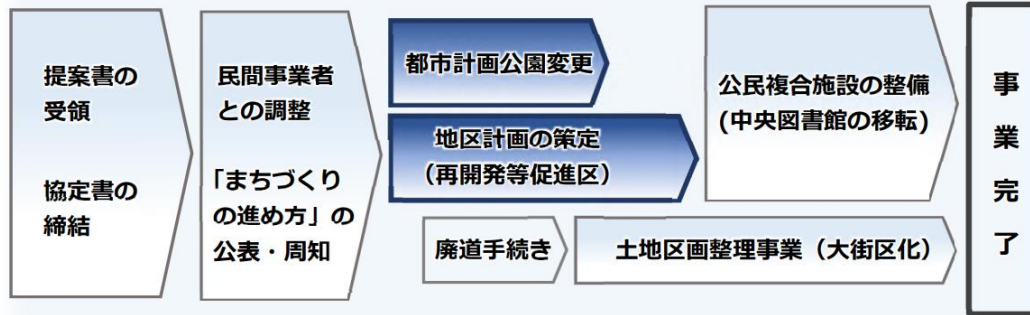 提案書の
受領
協定書の
締結
民間事業者
との調整
「まちづくり
の進め方」の
公表・周知
都市計画公園変更
地区計画の策定
（再開発等促進区）
廃道手続き
土地区画整理事業（大街区化）
公民複合施設の整備
(中央図書館の移転)
事
業
完
了